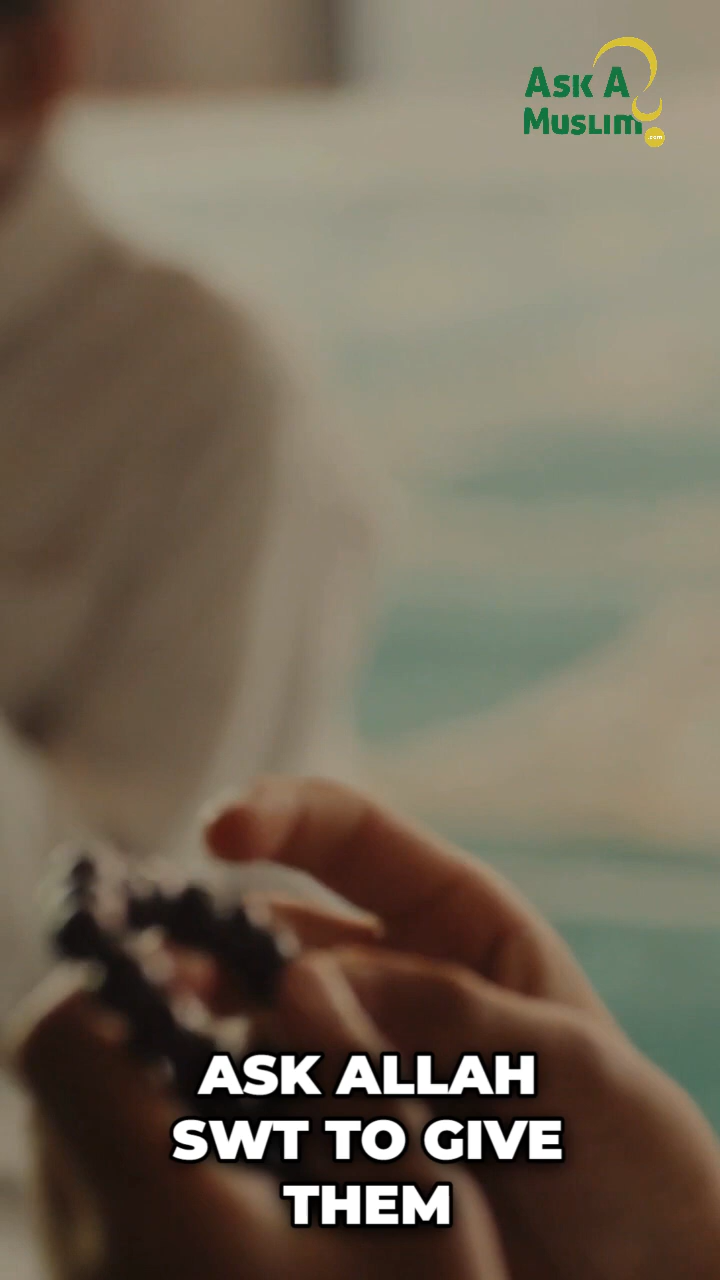 ASK A
MUSLIM
.com
ASK ALLAH
SWT TO GIVE
THEM